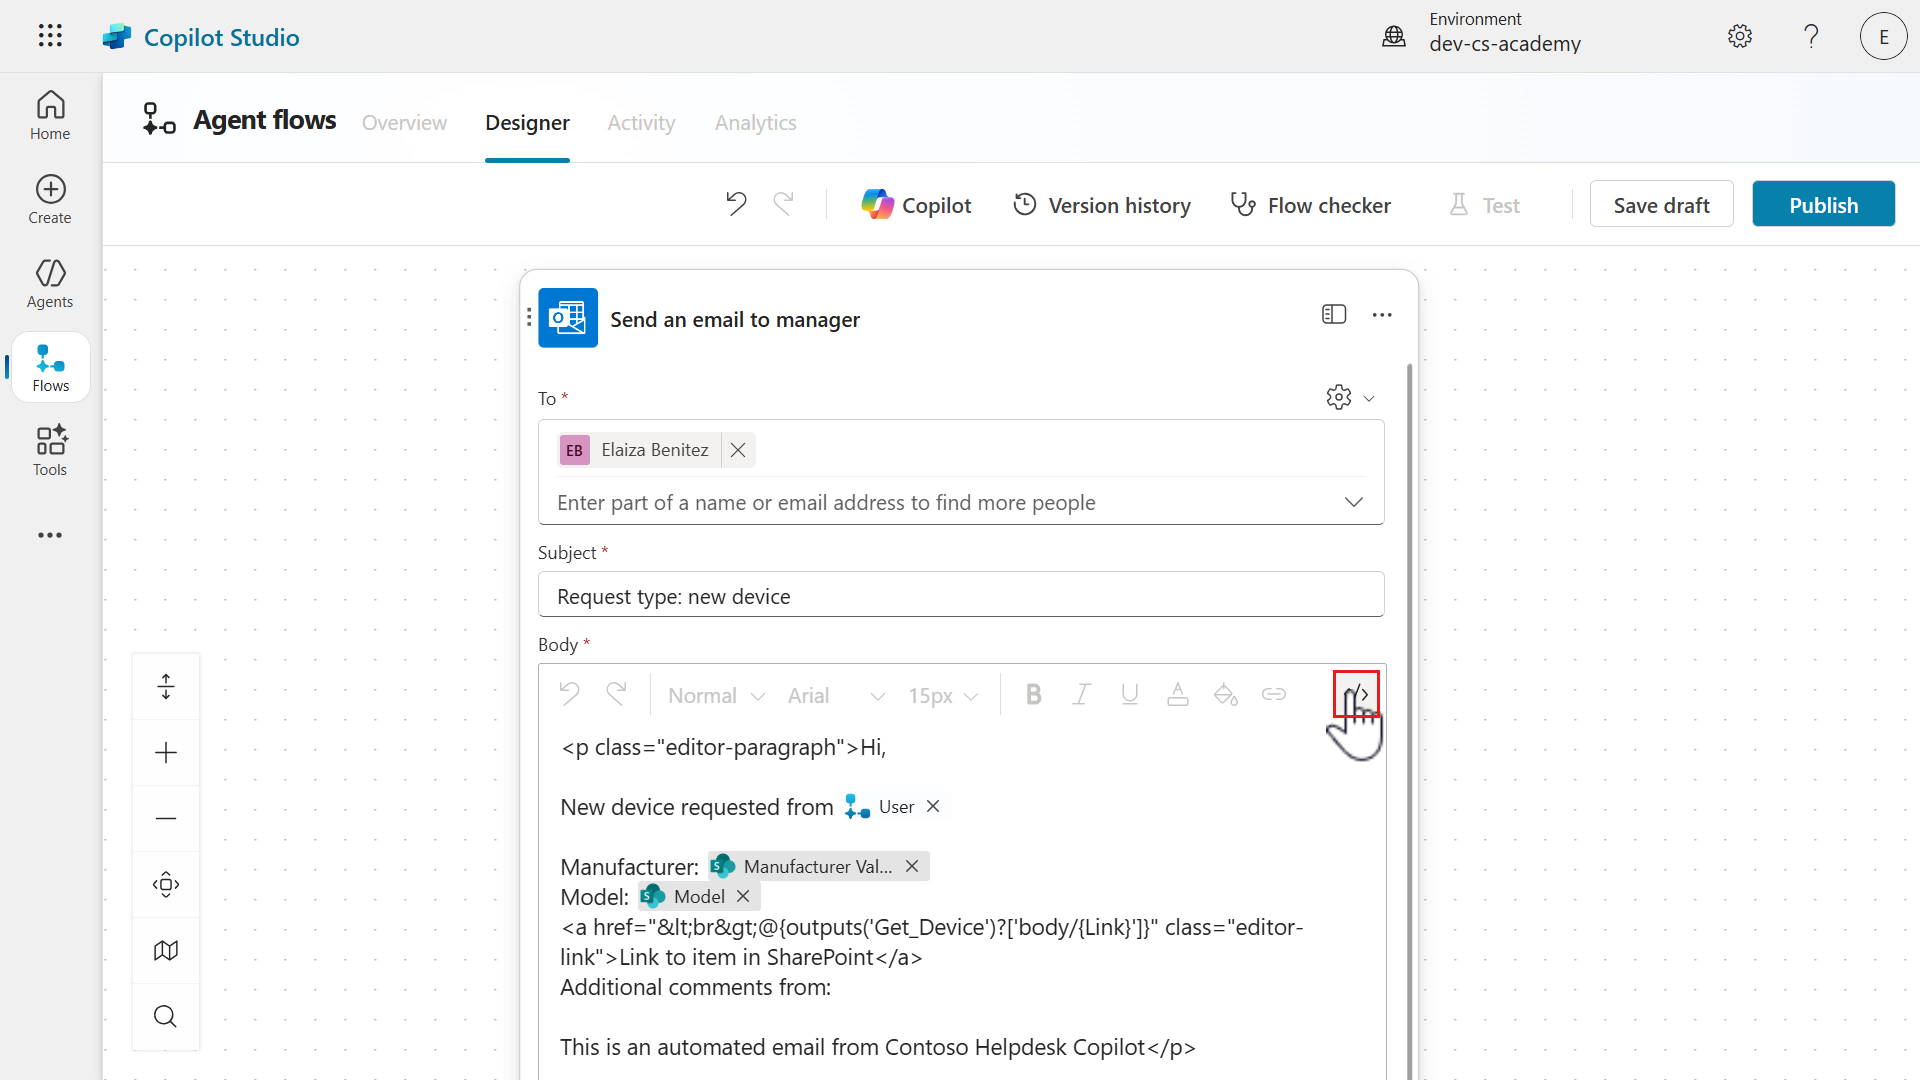 Copilot Studio
Environment
dev-cs-academy
?
E
Home
Create
Agents
Flows
Tools
Agent flows
Overview
Designer
Activity
Analytics
Copilot
Version history
Flow checker
Test
Save draft
Publish
Send an email to manager
To *
EB Elaiza Benitez
Enter part of a name or email address to find more people
Subject *
Request type: new device
Body *
Normal Arial 15px B I U A </>
<p class="editor-paragraph">Hi,
New device requested from User
Manufacturer: S Manufacturer Val...
Model: S Model
<a href="&lt;br&gt;@{outputs('Get_Device')?['body/{Link}']}" class="editor-
link">Link to item in SharePoint</a>
Additional comments from:
This is an automated email from Contoso Helpdesk Copilot</p>